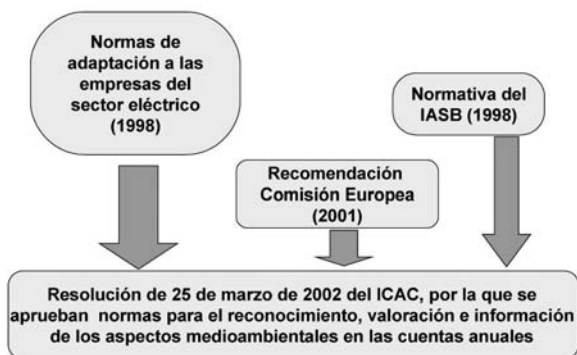 Normas de
adaptación a las
empresas del
sector eléctrico
(1998)
Normativa del
IASB (1998)
Recomendación
Comisión Europea
(2001)
Resolución de 25 de marzo de 2002 del ICAC, por la que se
aprueban normas para el reconocimiento, valoración e información
de los aspectos medioambientales en las cuentas anuales